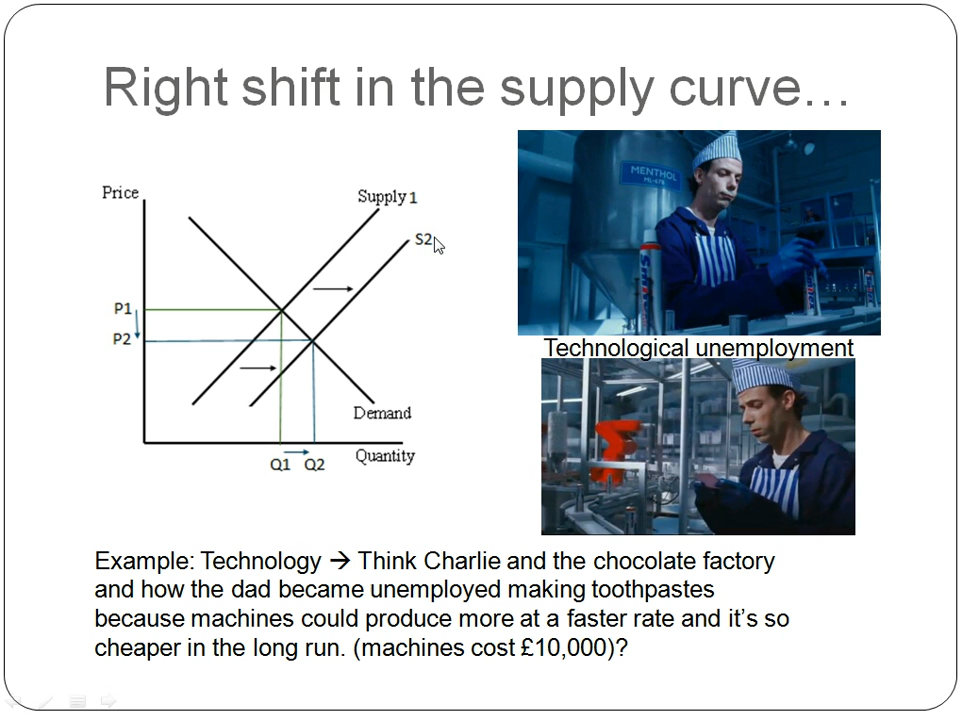 Right shift in the supply curve...
Price
Supply 1
S2
P1
P2
Demand
Q1 Q2
Quantity
MENTHOL
Technological unemployment
Example: Technology → Think Charlie and the chocolate factory
and how the dad became unemployed making toothpastes
because machines could produce more at a faster rate and it's so
cheaper in the long run. (machines cost £10,000)?